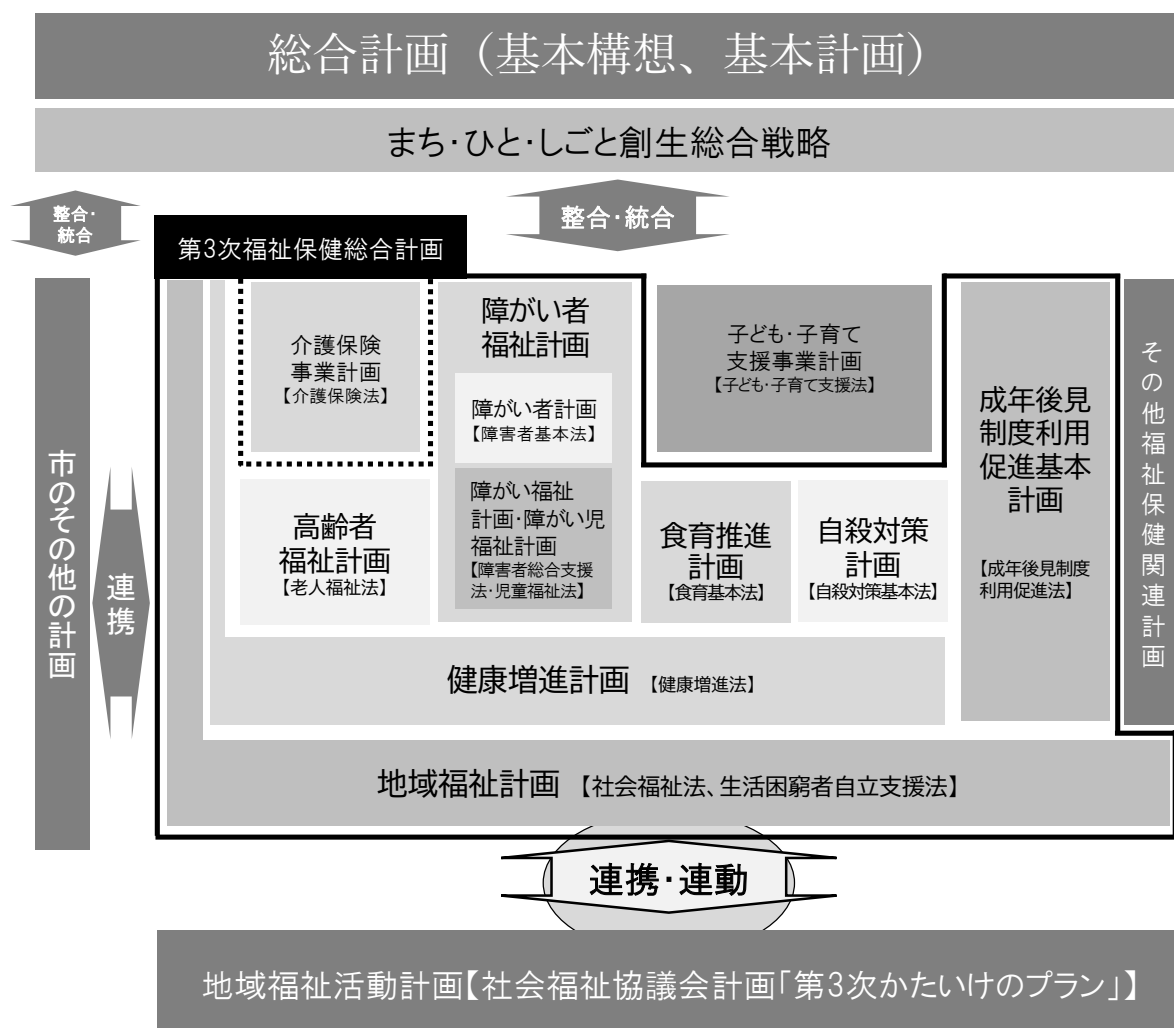 総合計画（基本構想、基本計画）
まち・ひと・しごと創生総合戦略
整合・
統合
整合・統合
第3次福祉保健総合計画
介護保険
事業計画
【介護保険法】
障がい者
福祉計画
障がい者計画
【障害者基本法】
障がい福祉
計画・障がい児
福祉計画
【障害者総合支援
法・児童福祉法】
子ども・子育て
支援事業計画
【子ども・子育て支援法】
成年後見
制度利用
促進基本
計画
【成年後見制度
利用促進法】
その他福祉保健関連計画
市のその他の計画
連携
高齢者
福祉計画
【老人福祉法】
食育推進
計画
【食育基本法】
自殺対策
計画
【自殺対策基本法】
健康増進計画 【健康増進法】
地域福祉計画 【社会福祉法、生活困窮者自立支援法】
連携・連動
地域福祉活動計画【社会福祉協議会計画「第3次かたいけのプラン」】